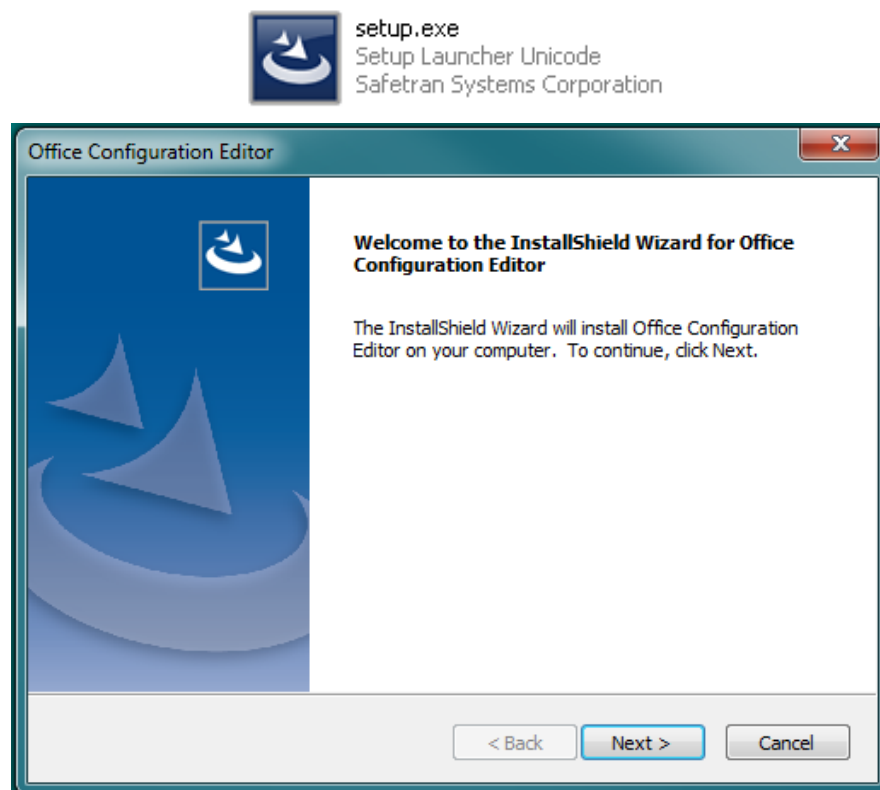 setup.exe
Setup Launcher Unicode
Safetran Systems Corporation
Office Configuration Editor
Welcome to the InstallShield Wizard for Office
Configuration Editor
The InstallShield Wizard will install Office Configuration
Editor on your computer.  To continue, click Next.
< Back
Next >
Cancel